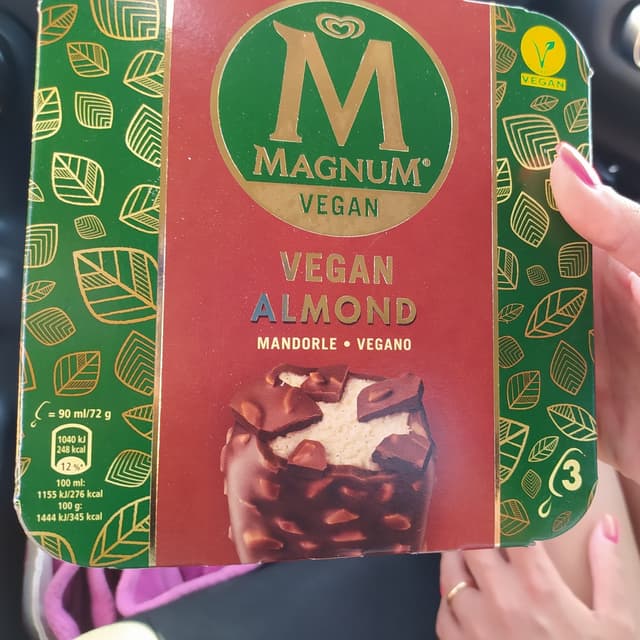 M
MAGNUM®
VEGAN
VEGAN
VEGAN
ALMOND
MANDORLE • VEGANO
= 90 ml/72 g
1040 kJ
248 kcal
12 %*
100 ml:
1155 kJ/276 kcal
100 g:
1444 kJ/345 kcal
3